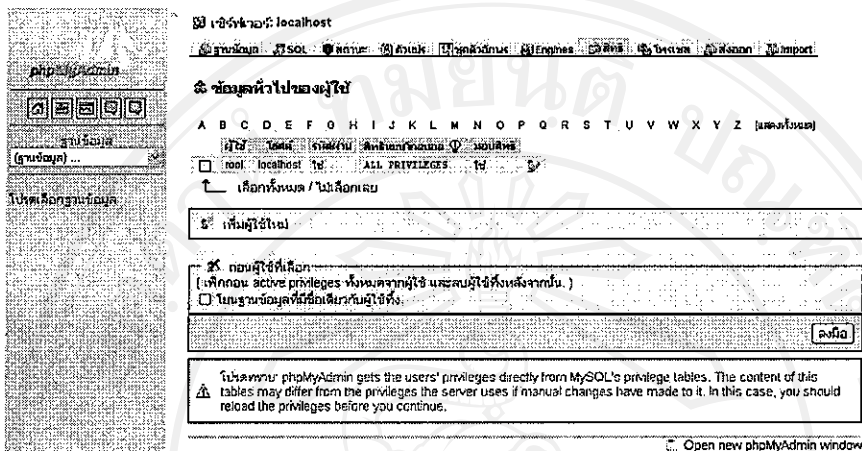 เซิร์ฟเวอร์: localhost
ฐานข้อมูล SQL สถานะ ตัวแปร ชุดตัวอักษร Engines สิทธิ โพรเซส ส่งออก Import
phpMyAdmin
ข้อมูลทั่วไปของผู้ใช้
A B C D E F G H I J K L M N O P Q R S T U V W X Y Z [แสดงทั้งหมด]
ฐานข้อมูล
(ฐานข้อมูล) ...
ผู้ใช้ โฮสต์ รหัสผ่าน
root localhost ใช่ ALL PRIVILEGES ใช่
เลือกทั้งหมด / ไม่เลือกเลย
โปรดเลือกฐานข้อมูล
เพิ่มผู้ใช้ใหม่
ถอนผู้ใช้ที่เลือก
( เพิกถอน active privileges ทั้งหมดจากผู้ใช้ และลบผู้ใช้ทิ้งหลังจากนั้น. )
โยนฐานข้อมูลที่มีชื่อเดียวกับผู้ใช้ทิ้ง.
ลงมือ
โปรดทราบ: phpMyAdmin gets the users' privileges directly from MySQL's privilege tables. The content of this
tables may differ from the privileges the server uses if manual changes have made to it. In this case, you should
reload the privileges before you continue.
Open new phpMyAdmin window